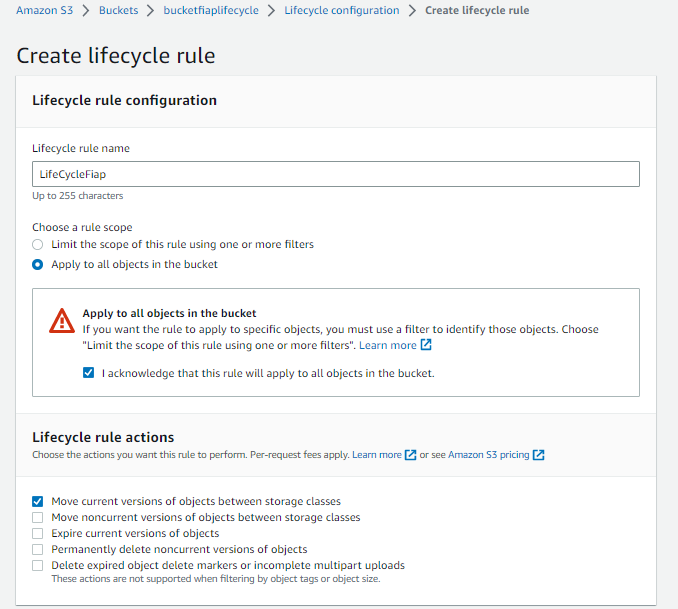 Amazon S3 > Buckets > bucketfiaplifecycle > Lifecycle configuration > Create lifecycle rule
Create lifecycle rule
Lifecycle rule configuration
Lifecycle rule name
LifeCycleFiap
Up to 255 characters
Choose a rule scope
Limit the scope of this rule using one or more filters
Apply to all objects in the bucket
Apply to all objects in the bucket
If you want the rule to apply to specific objects, you must use a filter to identify those objects. Choose
"Limit the scope of this rule using one or more filters". Learn more
I acknowledge that this rule will apply to all objects in the bucket.
Lifecycle rule actions
Choose the actions you want this rule to perform. Per-request fees apply. Learn more or see Amazon S3 pricing
Move current versions of objects between storage classes
Move noncurrent versions of objects between storage classes
Expire current versions of objects
Permanently delete noncurrent versions of objects
Delete expired object delete markers or incomplete multipart uploads
These actions are not supported when filtering by object tags or object size.